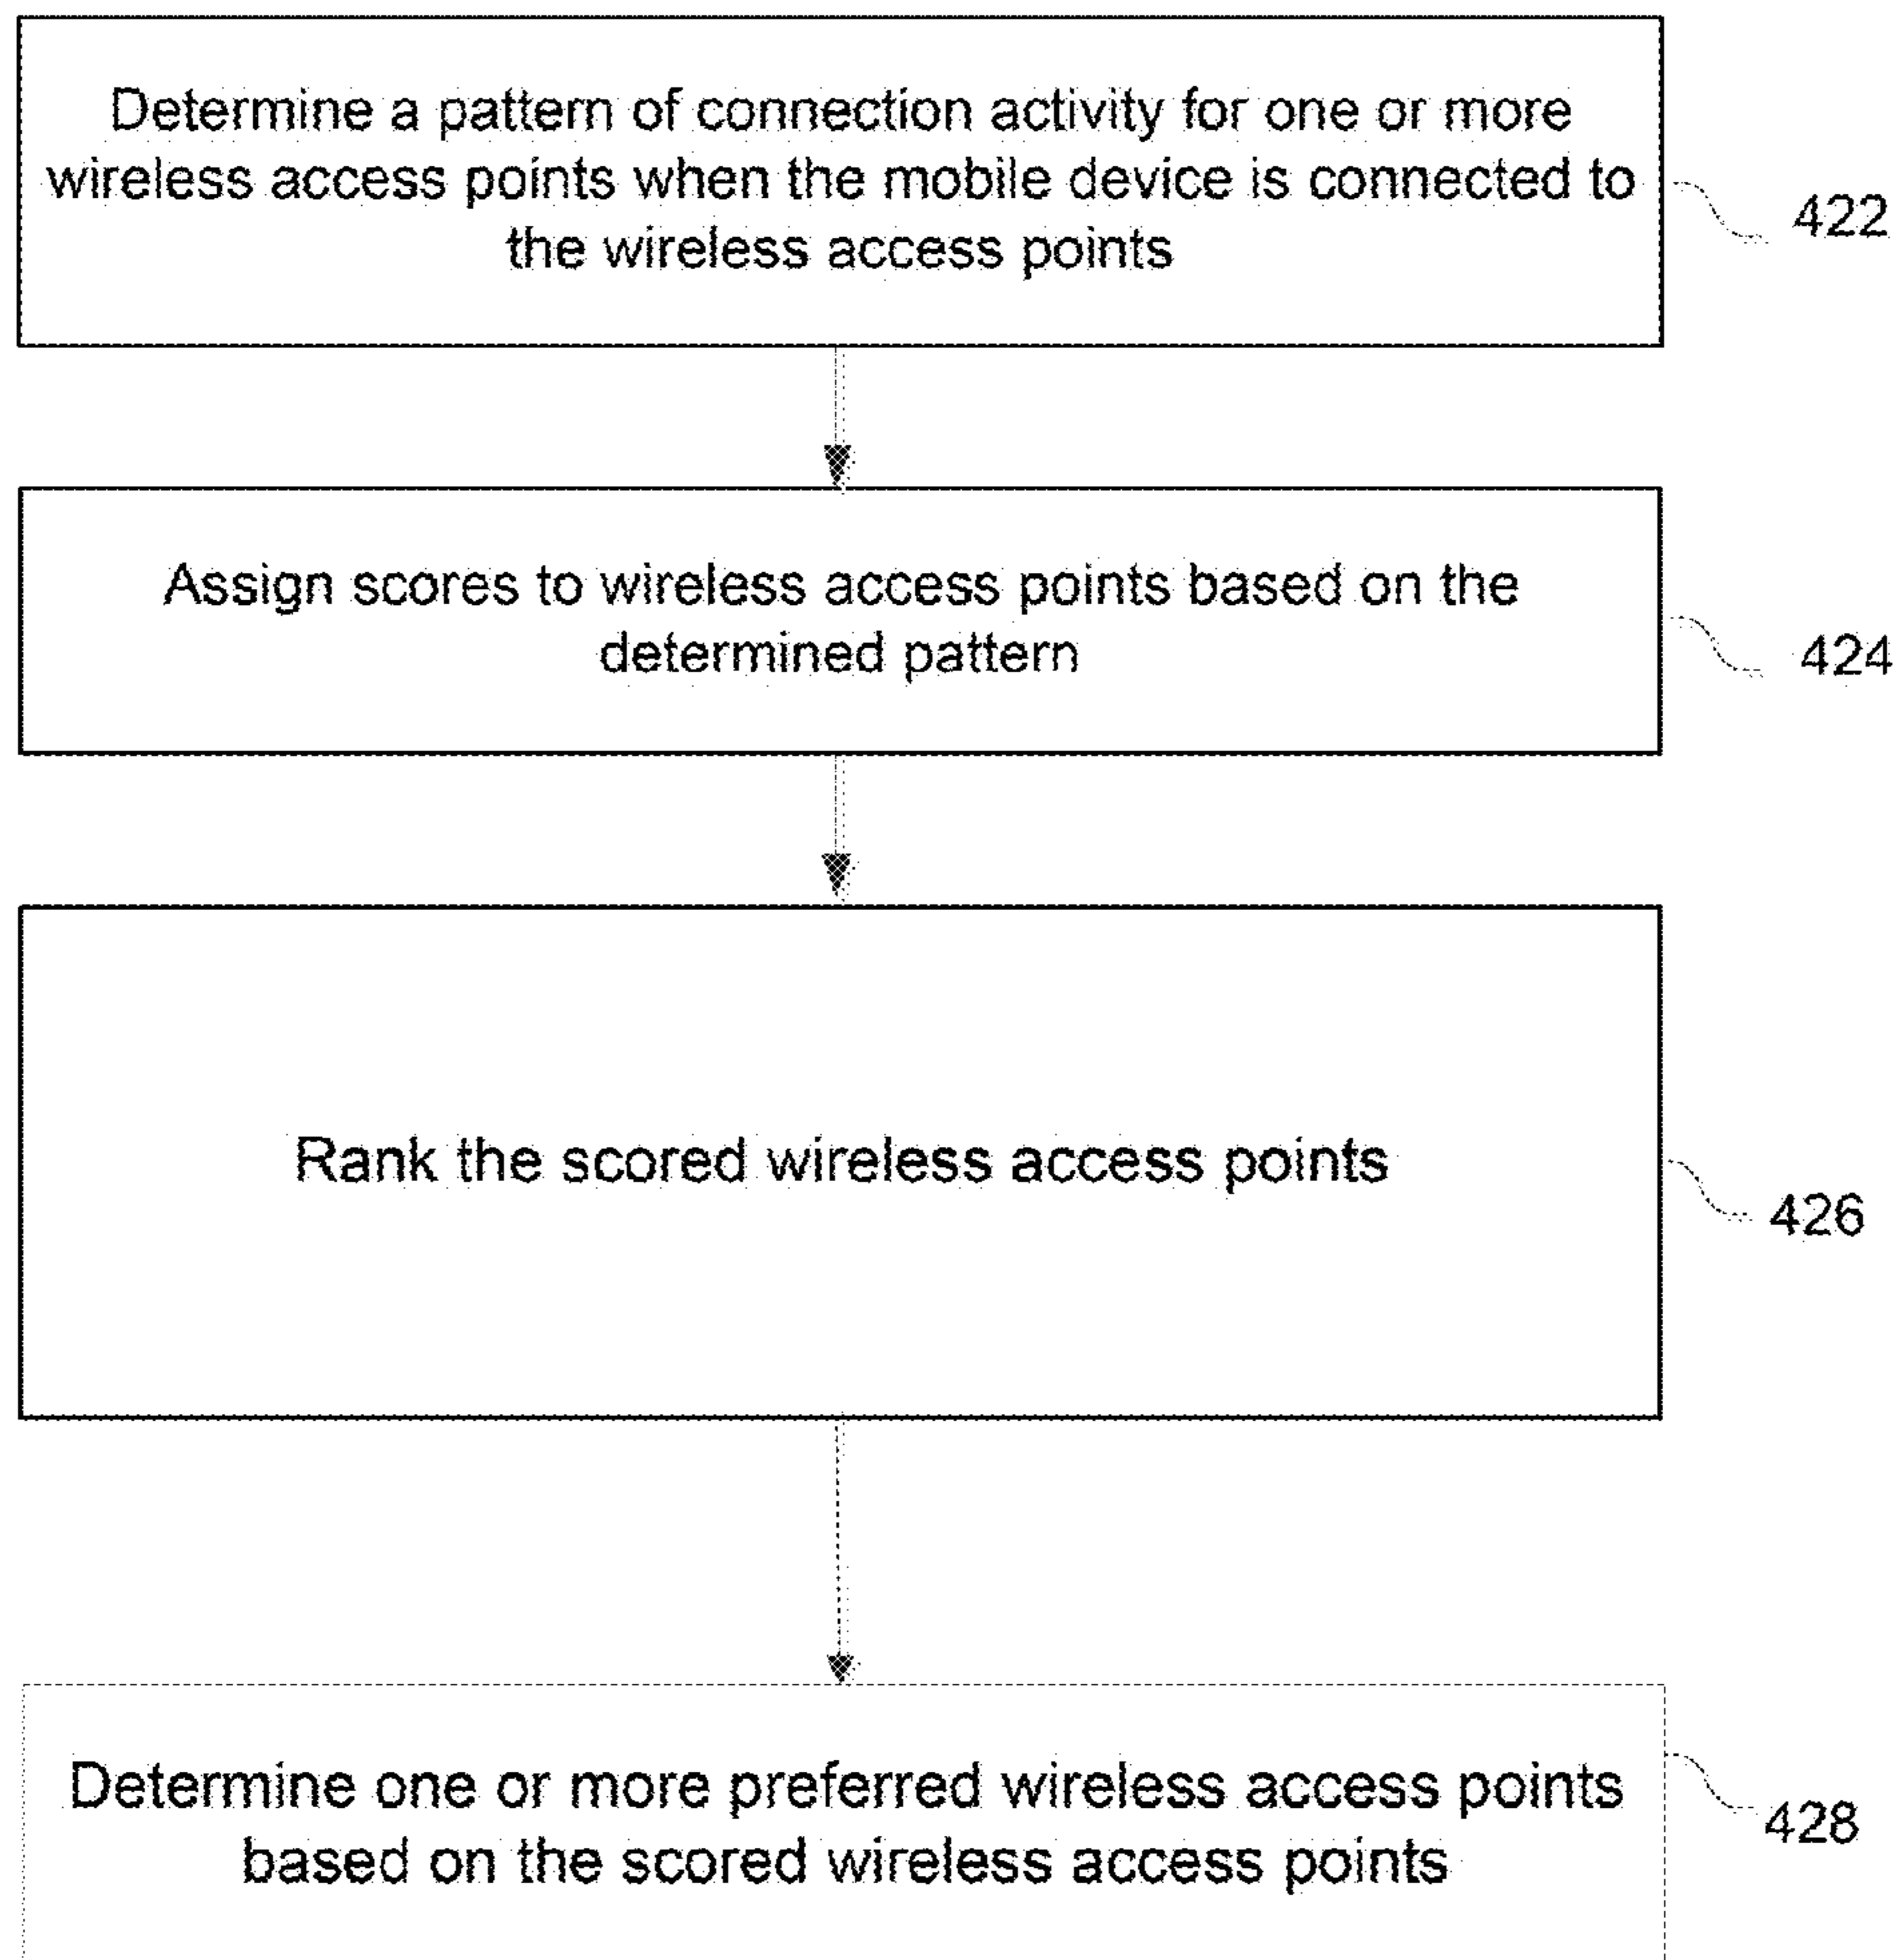 Determine a pattern of connection activity for one or more
wireless access points when the mobile device is connected to
the wireless access points
422
Assign scores to wireless access points based on the
determined pattern
424
Rank the scored wireless access points
426
Determine one or more preferred wireless access points
based on the scored wireless access points
428